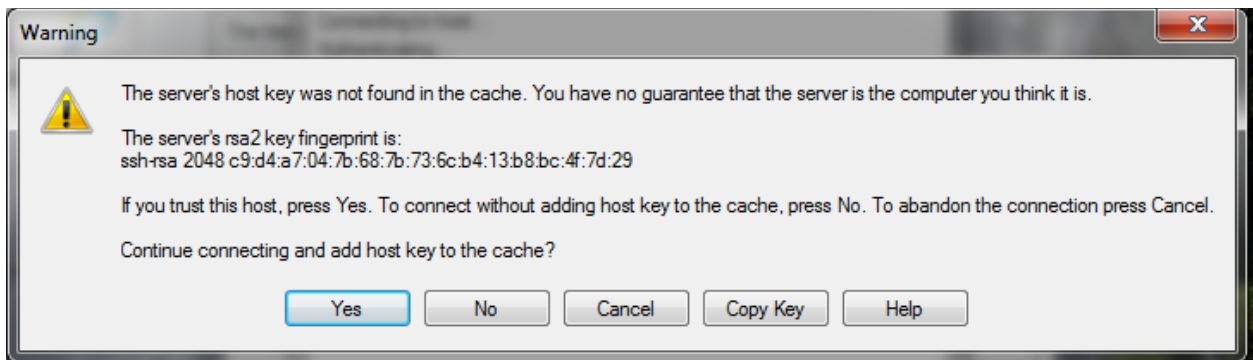 Warning
The server's host key was not found in the cache. You have no guarantee that the server is the computer you think it is.
The server's rsa2 key fingerprint is:
ssh-rsa 2048 c9:d4:a7:04:7b:68:7b:73:6c:b4:13:b8:bc:4f:7d:29
If you trust this host, press Yes. To connect without adding host key to the cache, press No. To abandon the connection press Cancel.
Continue connecting and add host key to the cache?
Yes No Cancel Copy Key Help